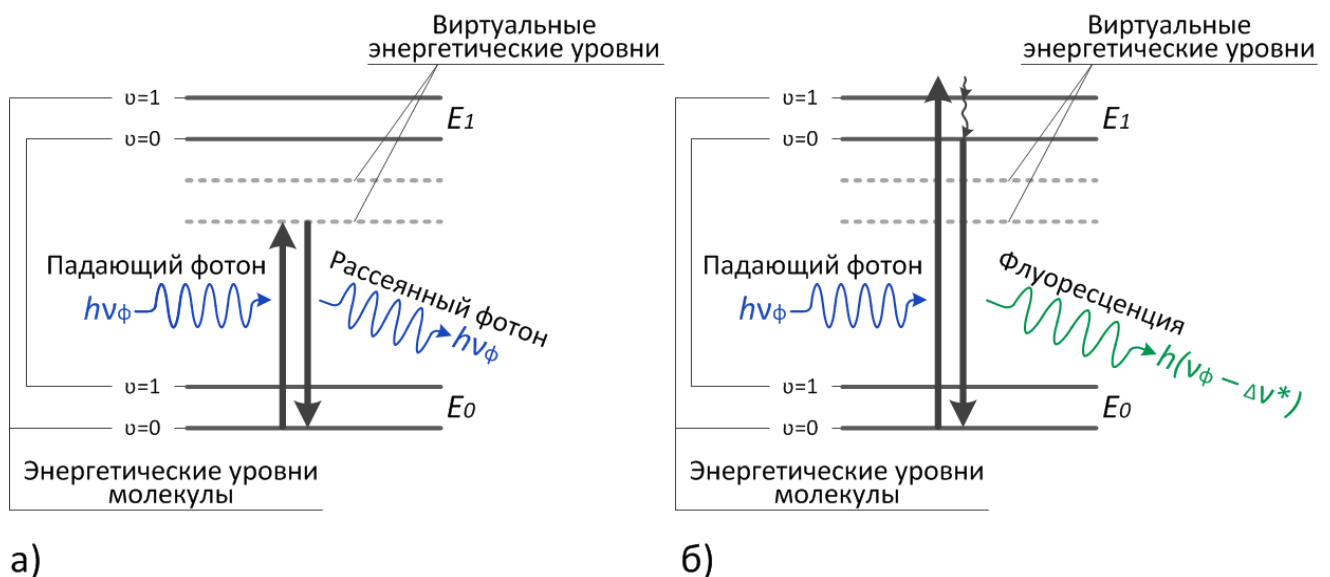 Виртуальные
энергетические уровни
υ=1
υ=0
E1
Падающий фотон
hνф
Рассеянный фотон
hνф
υ=1
υ=0
E0
Энергетические уровни
молекулы
а)
Виртуальные
энергетические уровни
υ=1
υ=0
E1
Падающий фотон
hνф
Флуоресценция
h(νф – Δν*)
υ=1
υ=0
E0
Энергетические уровни
молекулы
б)